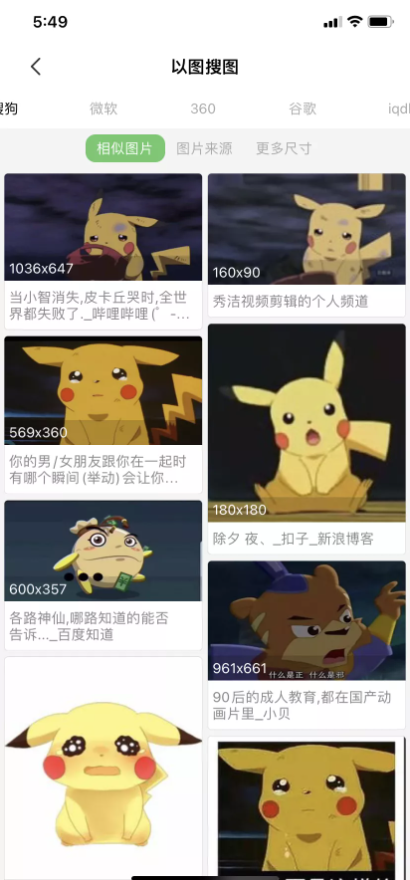 5:49
以图搜图
搜狗
微软
360
谷歌
iqdb
相似图片
图片来源
更多尺寸
1036x647
当小智消失,皮卡丘哭时,全世
界都失败了._哔哩哔哩(゜-...
160x90
秀洁视频剪辑的个人频道
569x360
你的男/女朋友跟你在一起时
有哪个瞬间(举动)会让你...
180x180
除夕 夜、_扣子_新浪博客
600x357
各路神仙,哪路知道的能否
告诉..._百度知道
961x661
什么是正 什么是邪
90后的成人教育,都在国产动
画片里_小贝